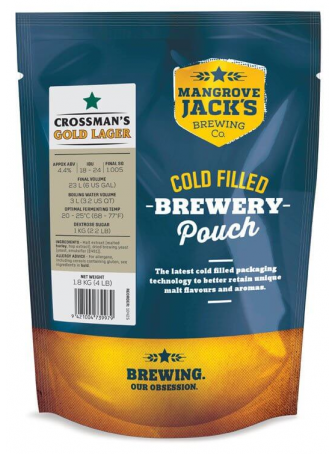 MANGROVE
JACK'S
BREWING
Co.
CROSSMAN'S
GOLD LAGER
APPROX ABV
4.4%
IBU
18 - 24
FINAL SG
1.005
FINAL VOLUME
23 L (6 US GAL)
BOILING WATER VOLUME
3 L (3.2 US QT)
OPTIMUM FERMENTING TEMP
20 - 25°C (68 - 77°F)
DEXTROSE SUGAR
1 KG (2.2 LB)
NET WEIGHT
1.8 KG (4 LB)
COLD FILLED
-BREWERY-
Pouch
The latest cold filled packaging
technology to better retain unique
malt flavours and aromas.
BREWING.
OUR OBSESSION.